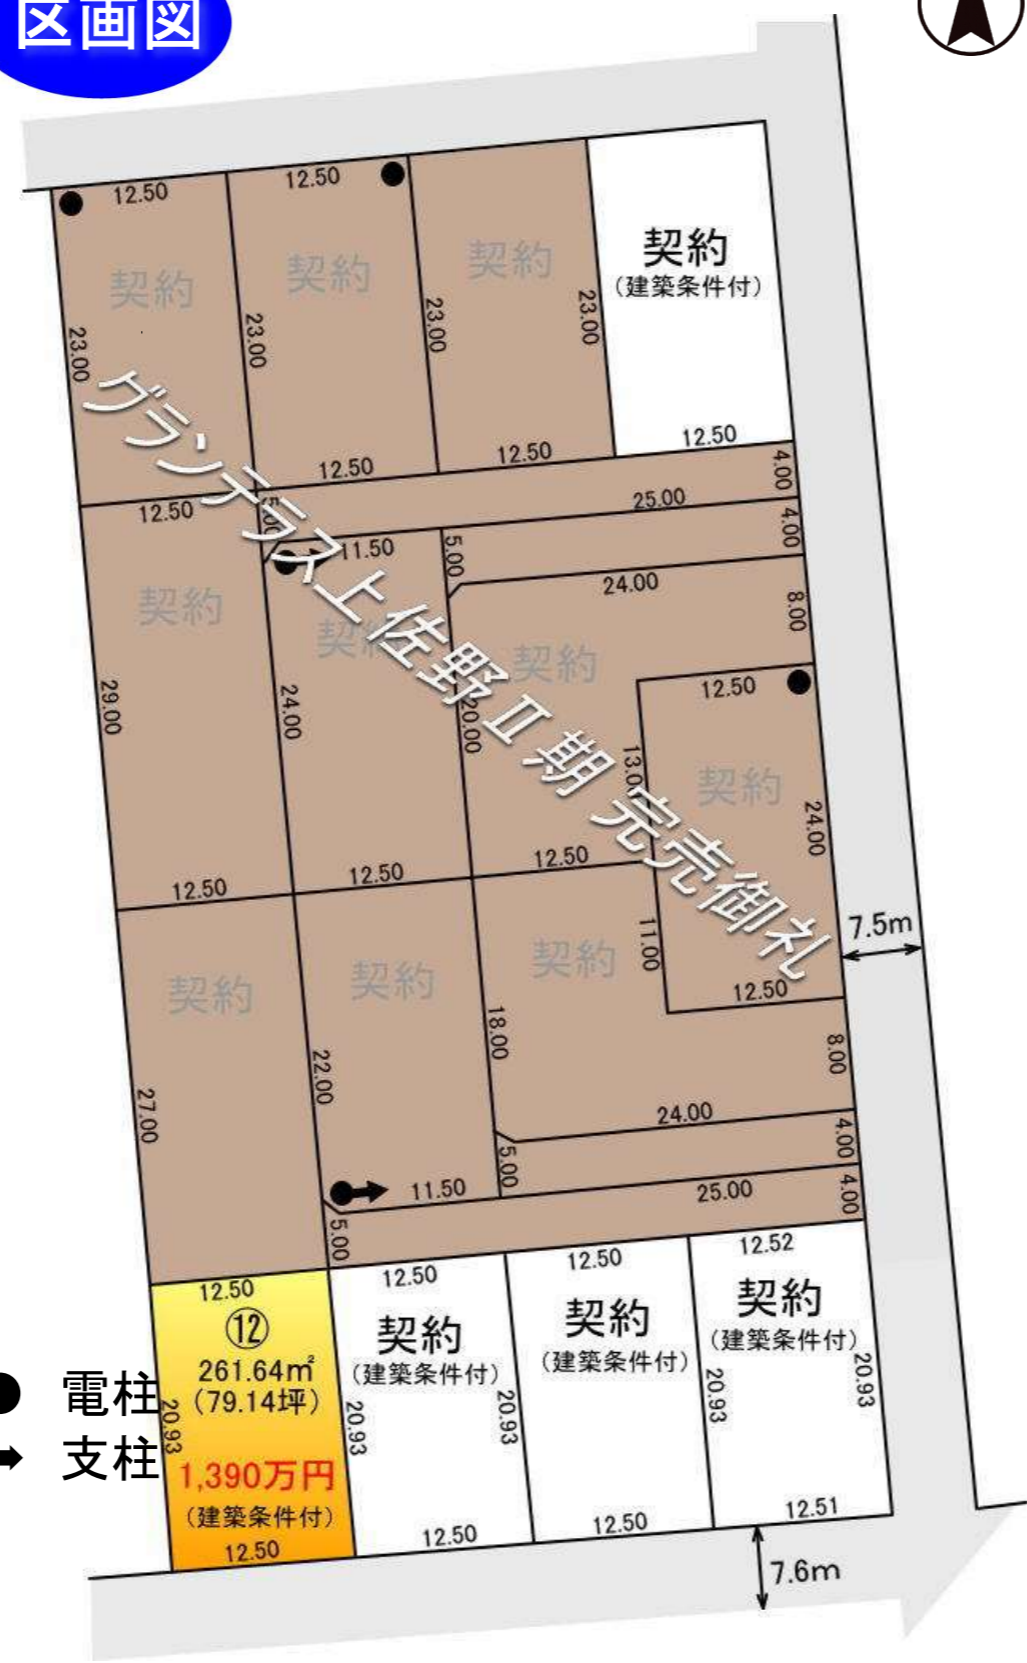 区画図
12.50
12.50
契約
契約
契約
契約
(建築条件付)
23.00
23.00
23.00
23.00
12.50
12.50
12.50
12.50
4.00
25.00
4.00
5.00
11.50
5.00
24.00
8.00
契約
契約
契約
12.50
29.00
24.00
20.00
13.00
契約
24.00
グランテラス上佐野Ⅱ期 完売御礼
12.50
12.50
12.50
7.5m
契約
契約
契約
11.00
12.50
18.00
8.00
22.00
27.00
24.00
4.00
5.00
11.50
25.00
4.00
5.00
12.50
⑫
261.64㎡
(79.14坪)
20.93
1,390万円
(建築条件付)
12.50
12.50
契約
(建築条件付)
20.93
20.93
12.50
12.50
契約
(建築条件付)
20.93
12.50
12.52
契約
(建築条件付)
20.93
12.51
7.6m
● 電柱
➡ 支柱